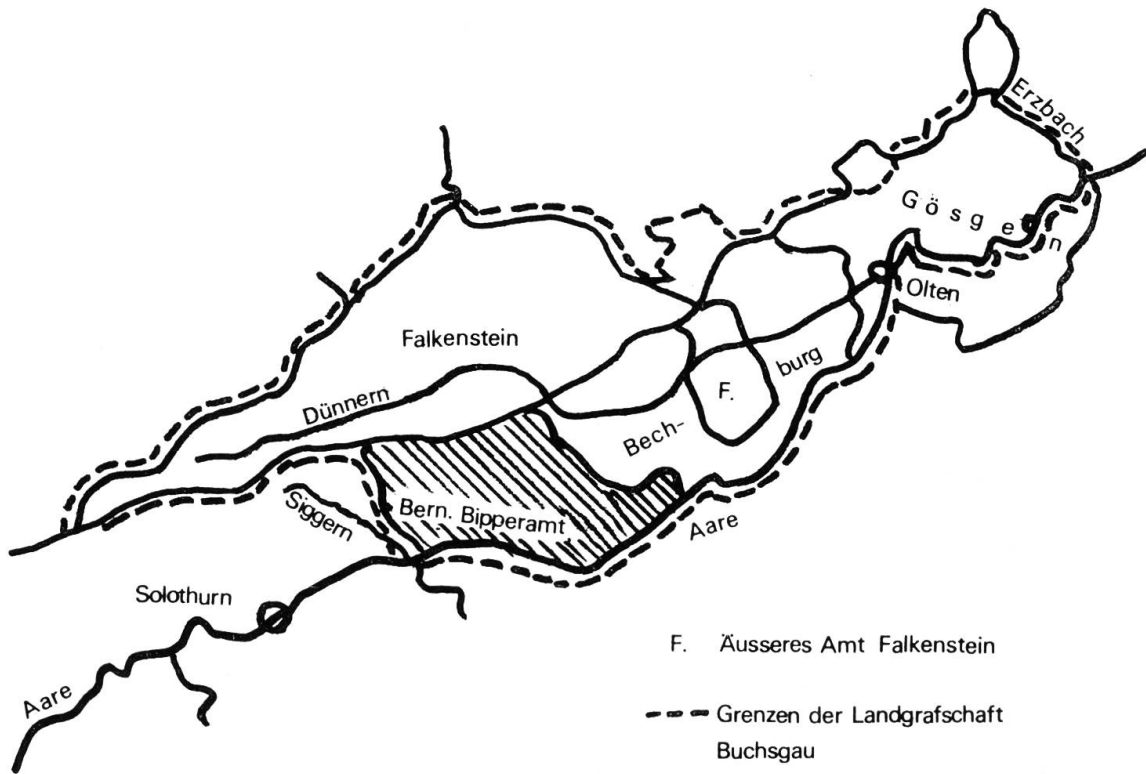 Erzbach
Gösgen
Olten
Falkenstein
burg
F.
Dünnern
Bech-
Siggern
Bern. Bipperamt
Aare
Solothurn
Aare
F. Äusseres Amt Falkenstein
Grenzen der Landgrafschaft
Buchsgau